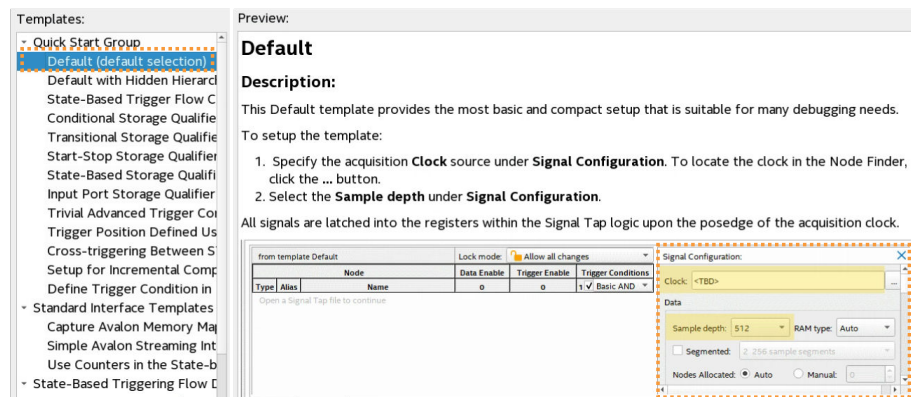 Templates:
Quick Start Group
Default (default selection)
Default with Hidden Hierarcl
State-Based Trigger Flow C
Conditional Storage Qualifie
Transitional Storage Qualifie
Start-Stop Storage Qualifier
State-Based Storage Qualifi
Input Port Storage Qualifier
Trivial Advanced Trigger Coı
Trigger Position Defined Us
Cross-triggering Between S
Setup for Incremental Comp
Define Trigger Condition in
Standard Interface Templates
Capture Avalon Memory Maj
Simple Avalon Streaming Int
Use Counters in the State-b
State-Based Triggering Flow D
Preview:
Default
Description:
This Default template provides the most basic and compact setup that is suitable for many debugging needs.
To setup the template:
1. Specify the acquisition Clock source under Signal Configuration. To locate the clock in the Node Finder,
click the ... button.
2. Select the Sample depth under Signal Configuration.
All signals are latched into the registers within the Signal Tap logic upon the posedge of the acquisition clock.
from template Default Lock mode: Allow all changes
Node Data Enable Trigger Enable Trigger Conditions
Type Alias Name 0 0 1 Basic AND
Open a Signal Tap file to continue
Signal Configuration:
Clock: <TBD> ...
Data
Sample depth: 512 RAM type: Auto
Segmented: 2 256 sample segments
Nodes Allocated: Auto Manual: 0